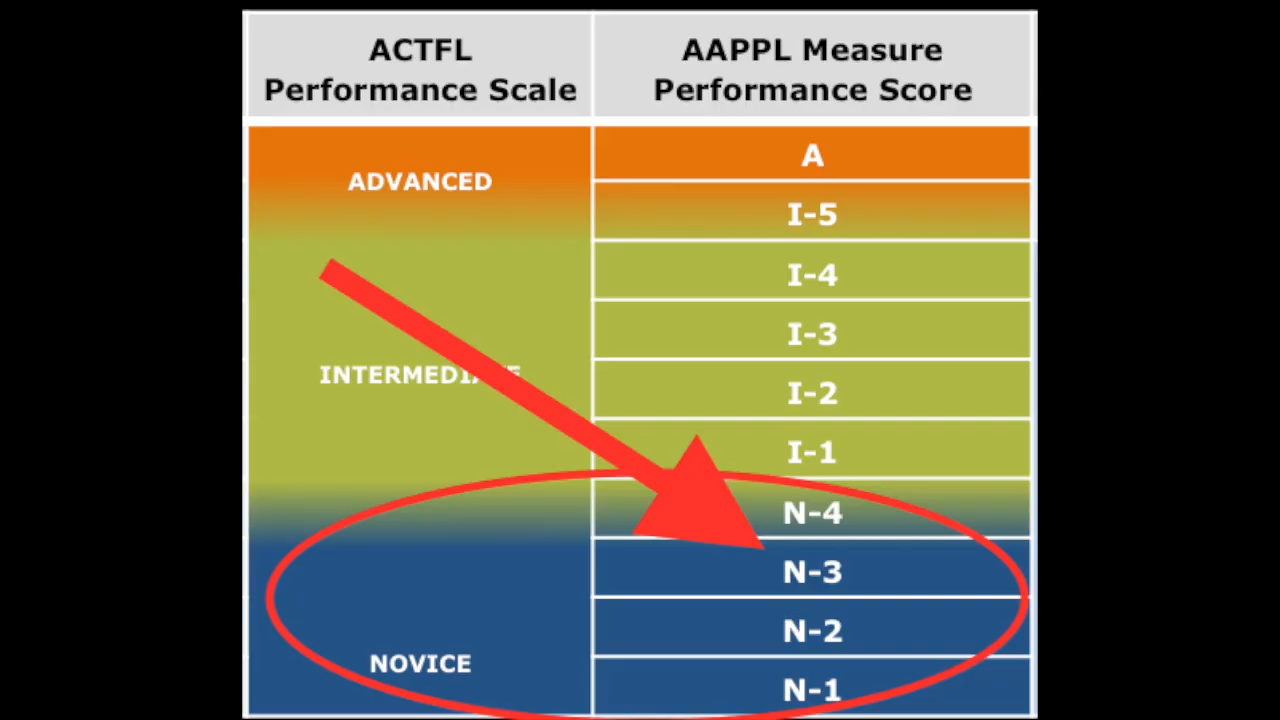 ACTFL
Performance Scale
AAPPL Measure
Performance Score
ADVANCED
INTERMEDIATE
NOVICE
A
I-5
I-4
I-3
I-2
I-1
N-4
N-3
N-2
N-1